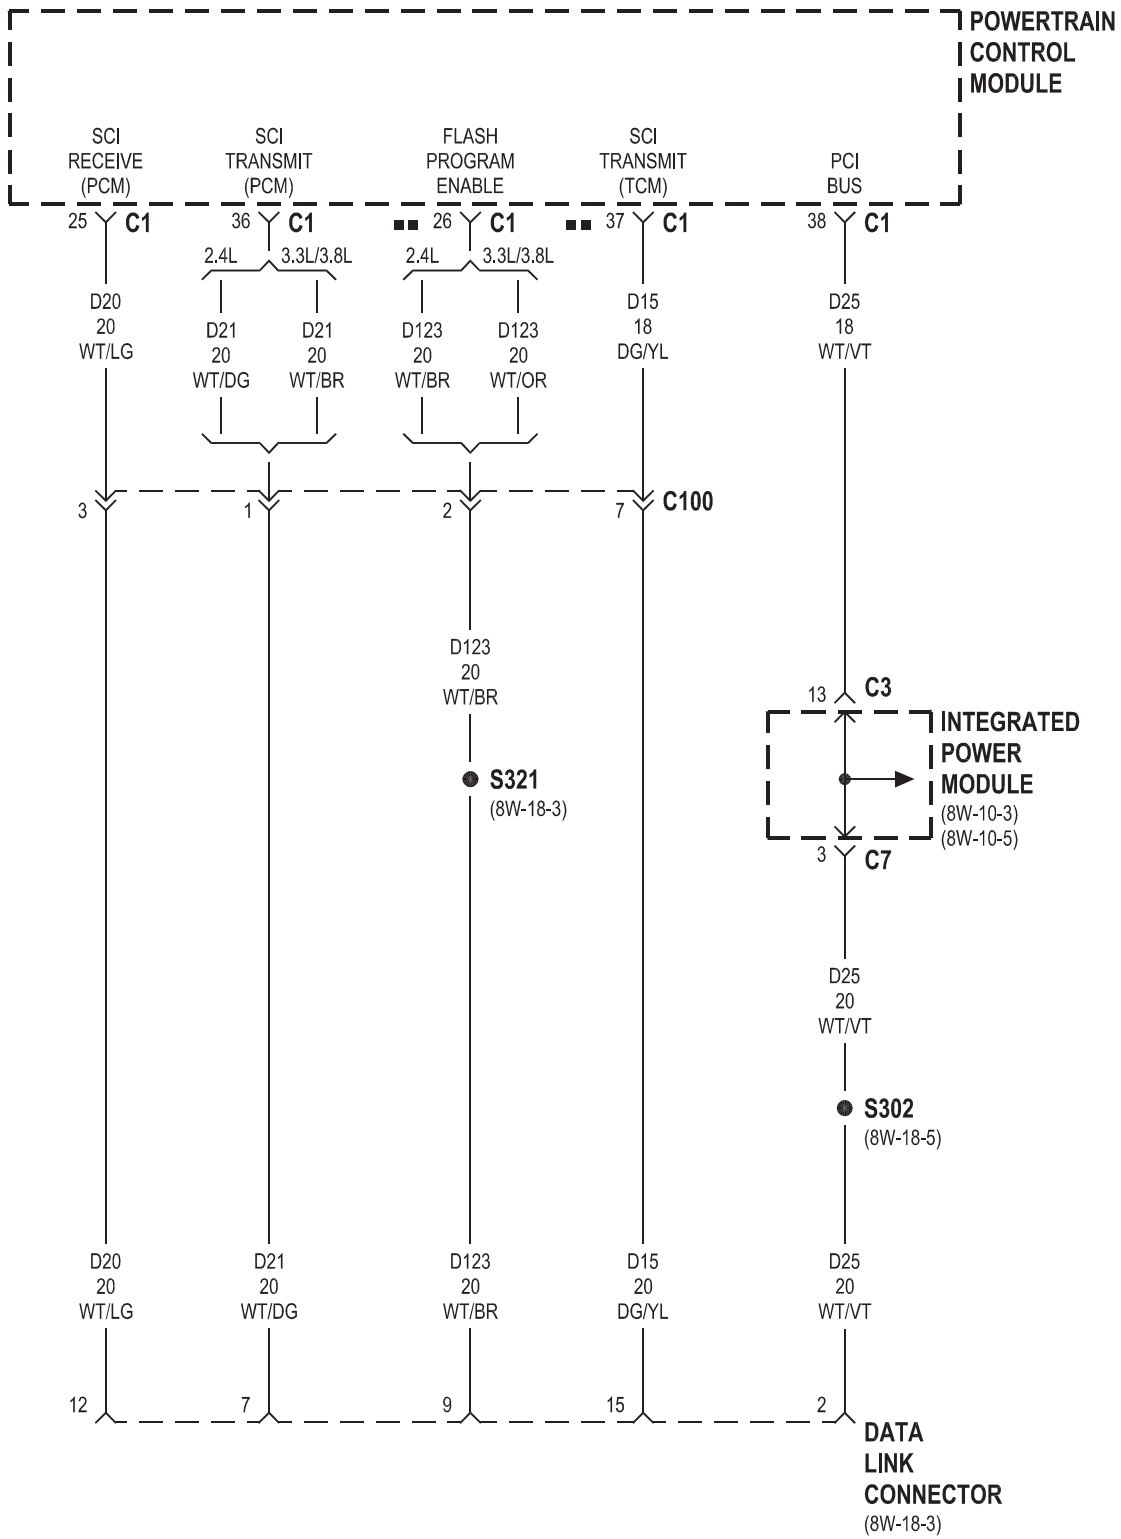 POWERTRAIN
CONTROL
MODULE
SCI
RECEIVE
(PCM)
SCI
TRANSMIT
(PCM)
FLASH
PROGRAM
ENABLE
SCI
TRANSMIT
(TCM)
PCI
BUS
25 C1
36 C1
26 C1
37 C1
38 C1
2.4L 3.3L/3.8L
2.4L 3.3L/3.8L
D20
20
WT/LG
D21
20
WT/DG
D21
20
WT/BR
D123
20
WT/BR
D123
20
WT/OR
D15
18
DG/YL
D25
18
WT/VT
3 1 2 7 C100
D123
20
WT/BR
S321
(8W-18-3)
13 C3
INTEGRATED
POWER
MODULE
(8W-10-3)
(8W-10-5)
3 C7
D25
20
WT/VT
S302
(8W-18-5)
D20
20
WT/LG
D21
20
WT/DG
D123
20
WT/BR
D15
20
DG/YL
D25
20
WT/VT
12 7 9 15 2
DATA
LINK
CONNECTOR
(8W-18-3)